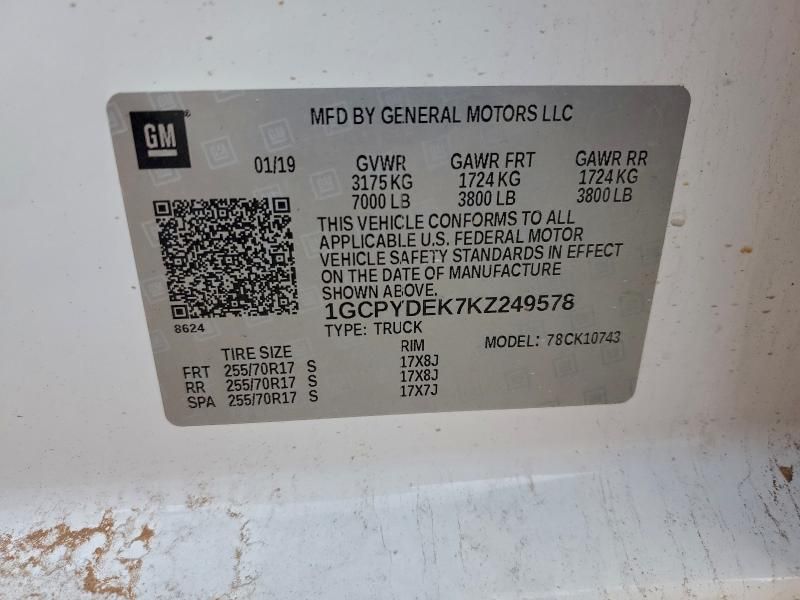 GM
MFD BY GENERAL MOTORS LLC
01/19 GVWR GAWR FRT GAWR RR
3175 KG 1724 KG 1724 KG
7000 LB 3800 LB 3800 LB
THIS VEHICLE CONFORMS TO ALL
APPLICABLE U.S. FEDERAL MOTOR
VEHICLE SAFETY STANDARDS IN EFFECT
ON THE DATE OF MANUFACTURE
SHOWN ABOVE.
1GCPYDEK7KZ249578
8624
TYPE: TRUCK
MODEL: 78CK10743
TIRE SIZE RIM
FRT 255/70R17 S 17X8J
RR 255/70R17 S 17X8J
SPA 255/70R17 S 17X7J